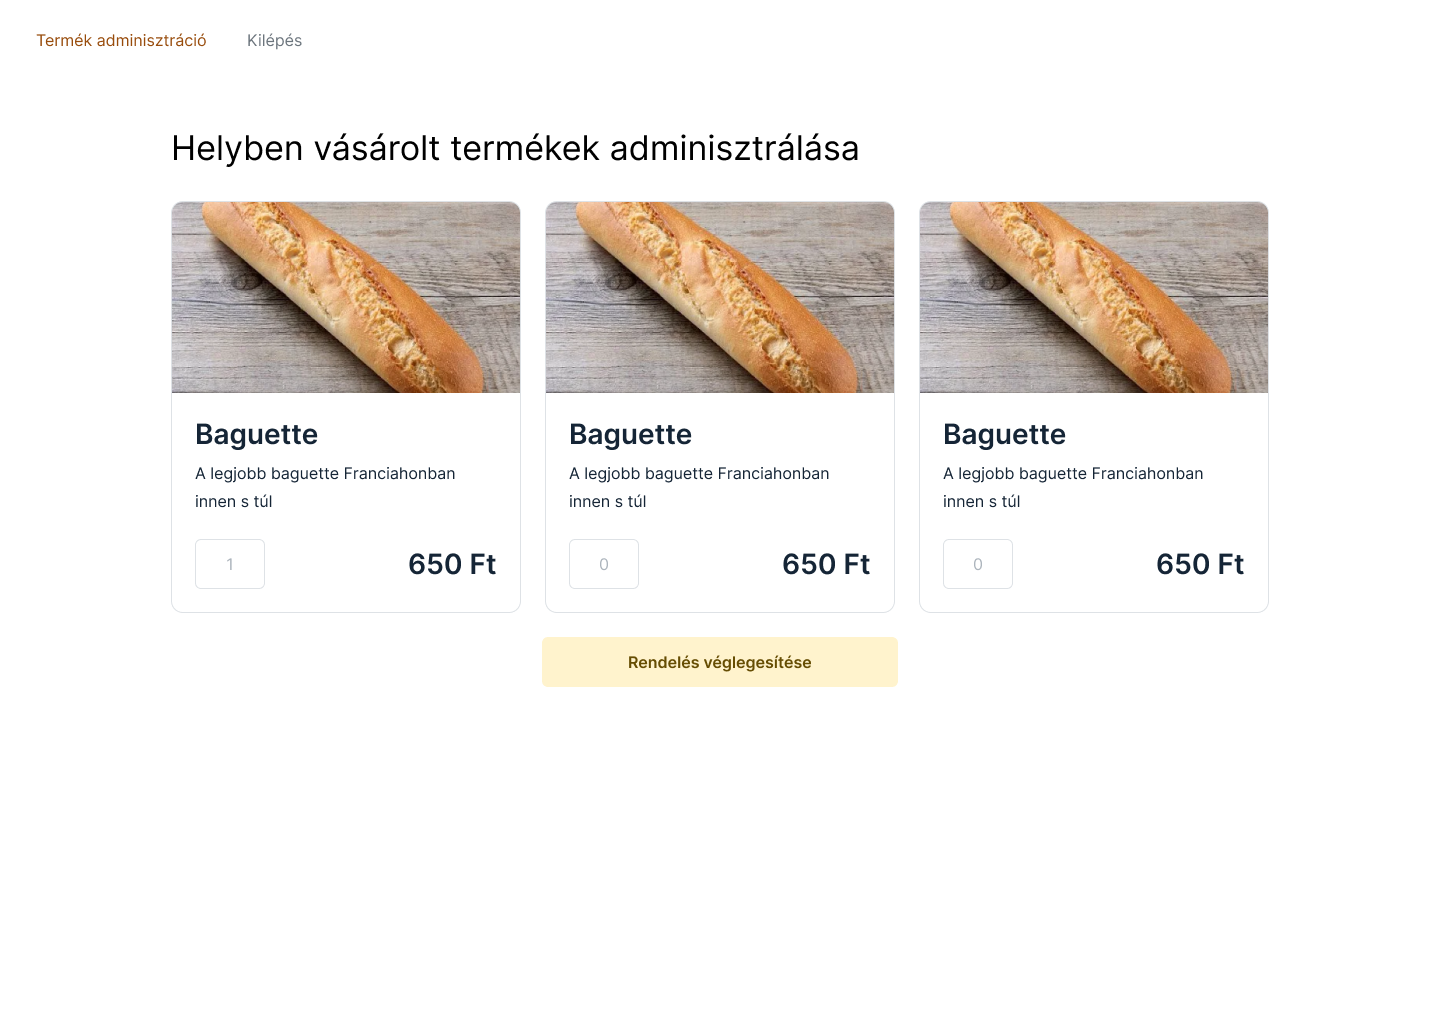 Termék adminisztráció Kilépés
Helyben vásárolt termékek adminisztrálása
Baguette
A legjobb baguette Franciahonban
innen s túl
1 650 Ft
Baguette
A legjobb baguette Franciahonban
innen s túl
0 650 Ft
Baguette
A legjobb baguette Franciahonban
innen s túl
0 650 Ft
Rendelés véglegesítése